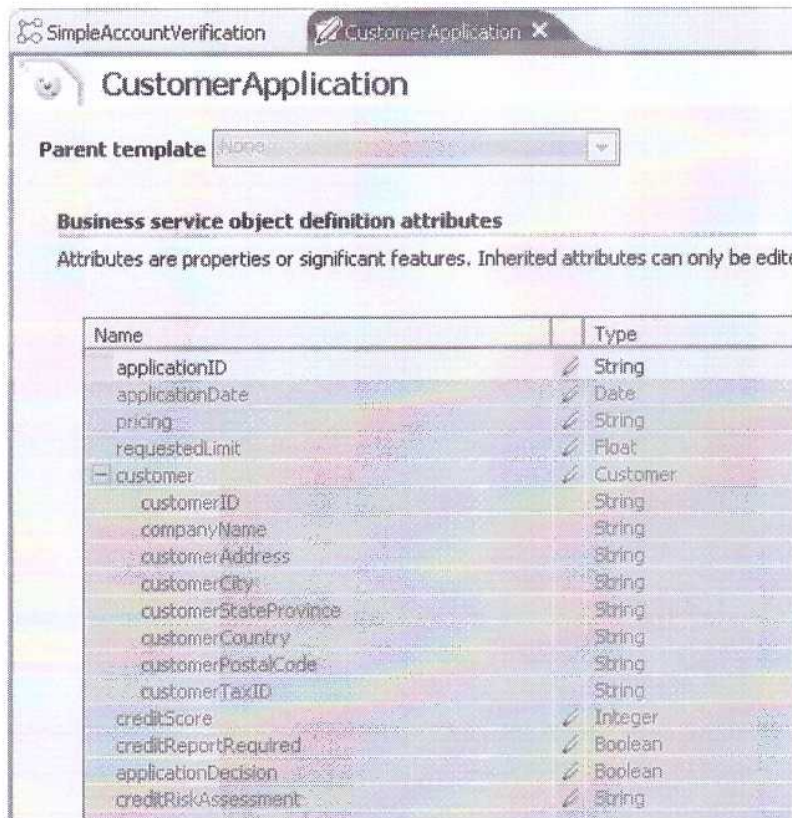 SimpleAccountVerification CustomerApplication
CustomerApplication
Parent template None
Business service object definition attributes
Attributes are properties or significant features. Inherited attributes can only be edite
Name Type
applicationID String
applicationDate Date
pricing String
requestedLimit Float
customer Customer
customerID String
companyName String
customerAddress String
customerCity String
customerStateProvince String
customerCountry String
customerPostalCode String
customerTaxID String
creditScore Integer
creditReportRequired Boolean
applicationDecision Boolean
creditRiskAssessment String